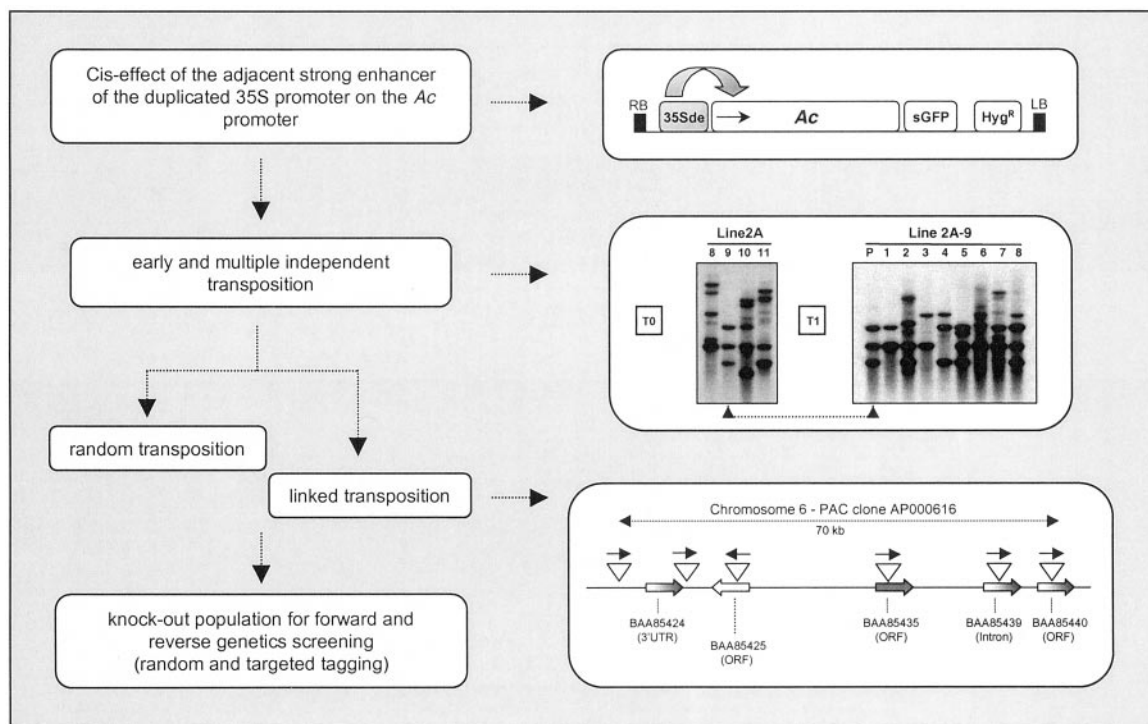 Cis-effect of the adjacent strong enhancer
of the duplicated 35S promoter on the Ac
promoter
RB
35Sde
Ac
sGFP
HygR
LB
early and multiple independent
transposition
Line2A
8 9 10 11
T0
Line 2A-9
P 1 2 3 4 5 6 7 8
T1
random transposition
linked transposition
Chromosome 6 - PAC clone AP000616
70 kb
BAA85424
(3'UTR)
BAA85425
(ORF)
BAA85435
(ORF)
BAA85439
(Intron)
BAA85440
(ORF)
knock-out population for forward and
reverse genetics screening
(random and targeted tagging)